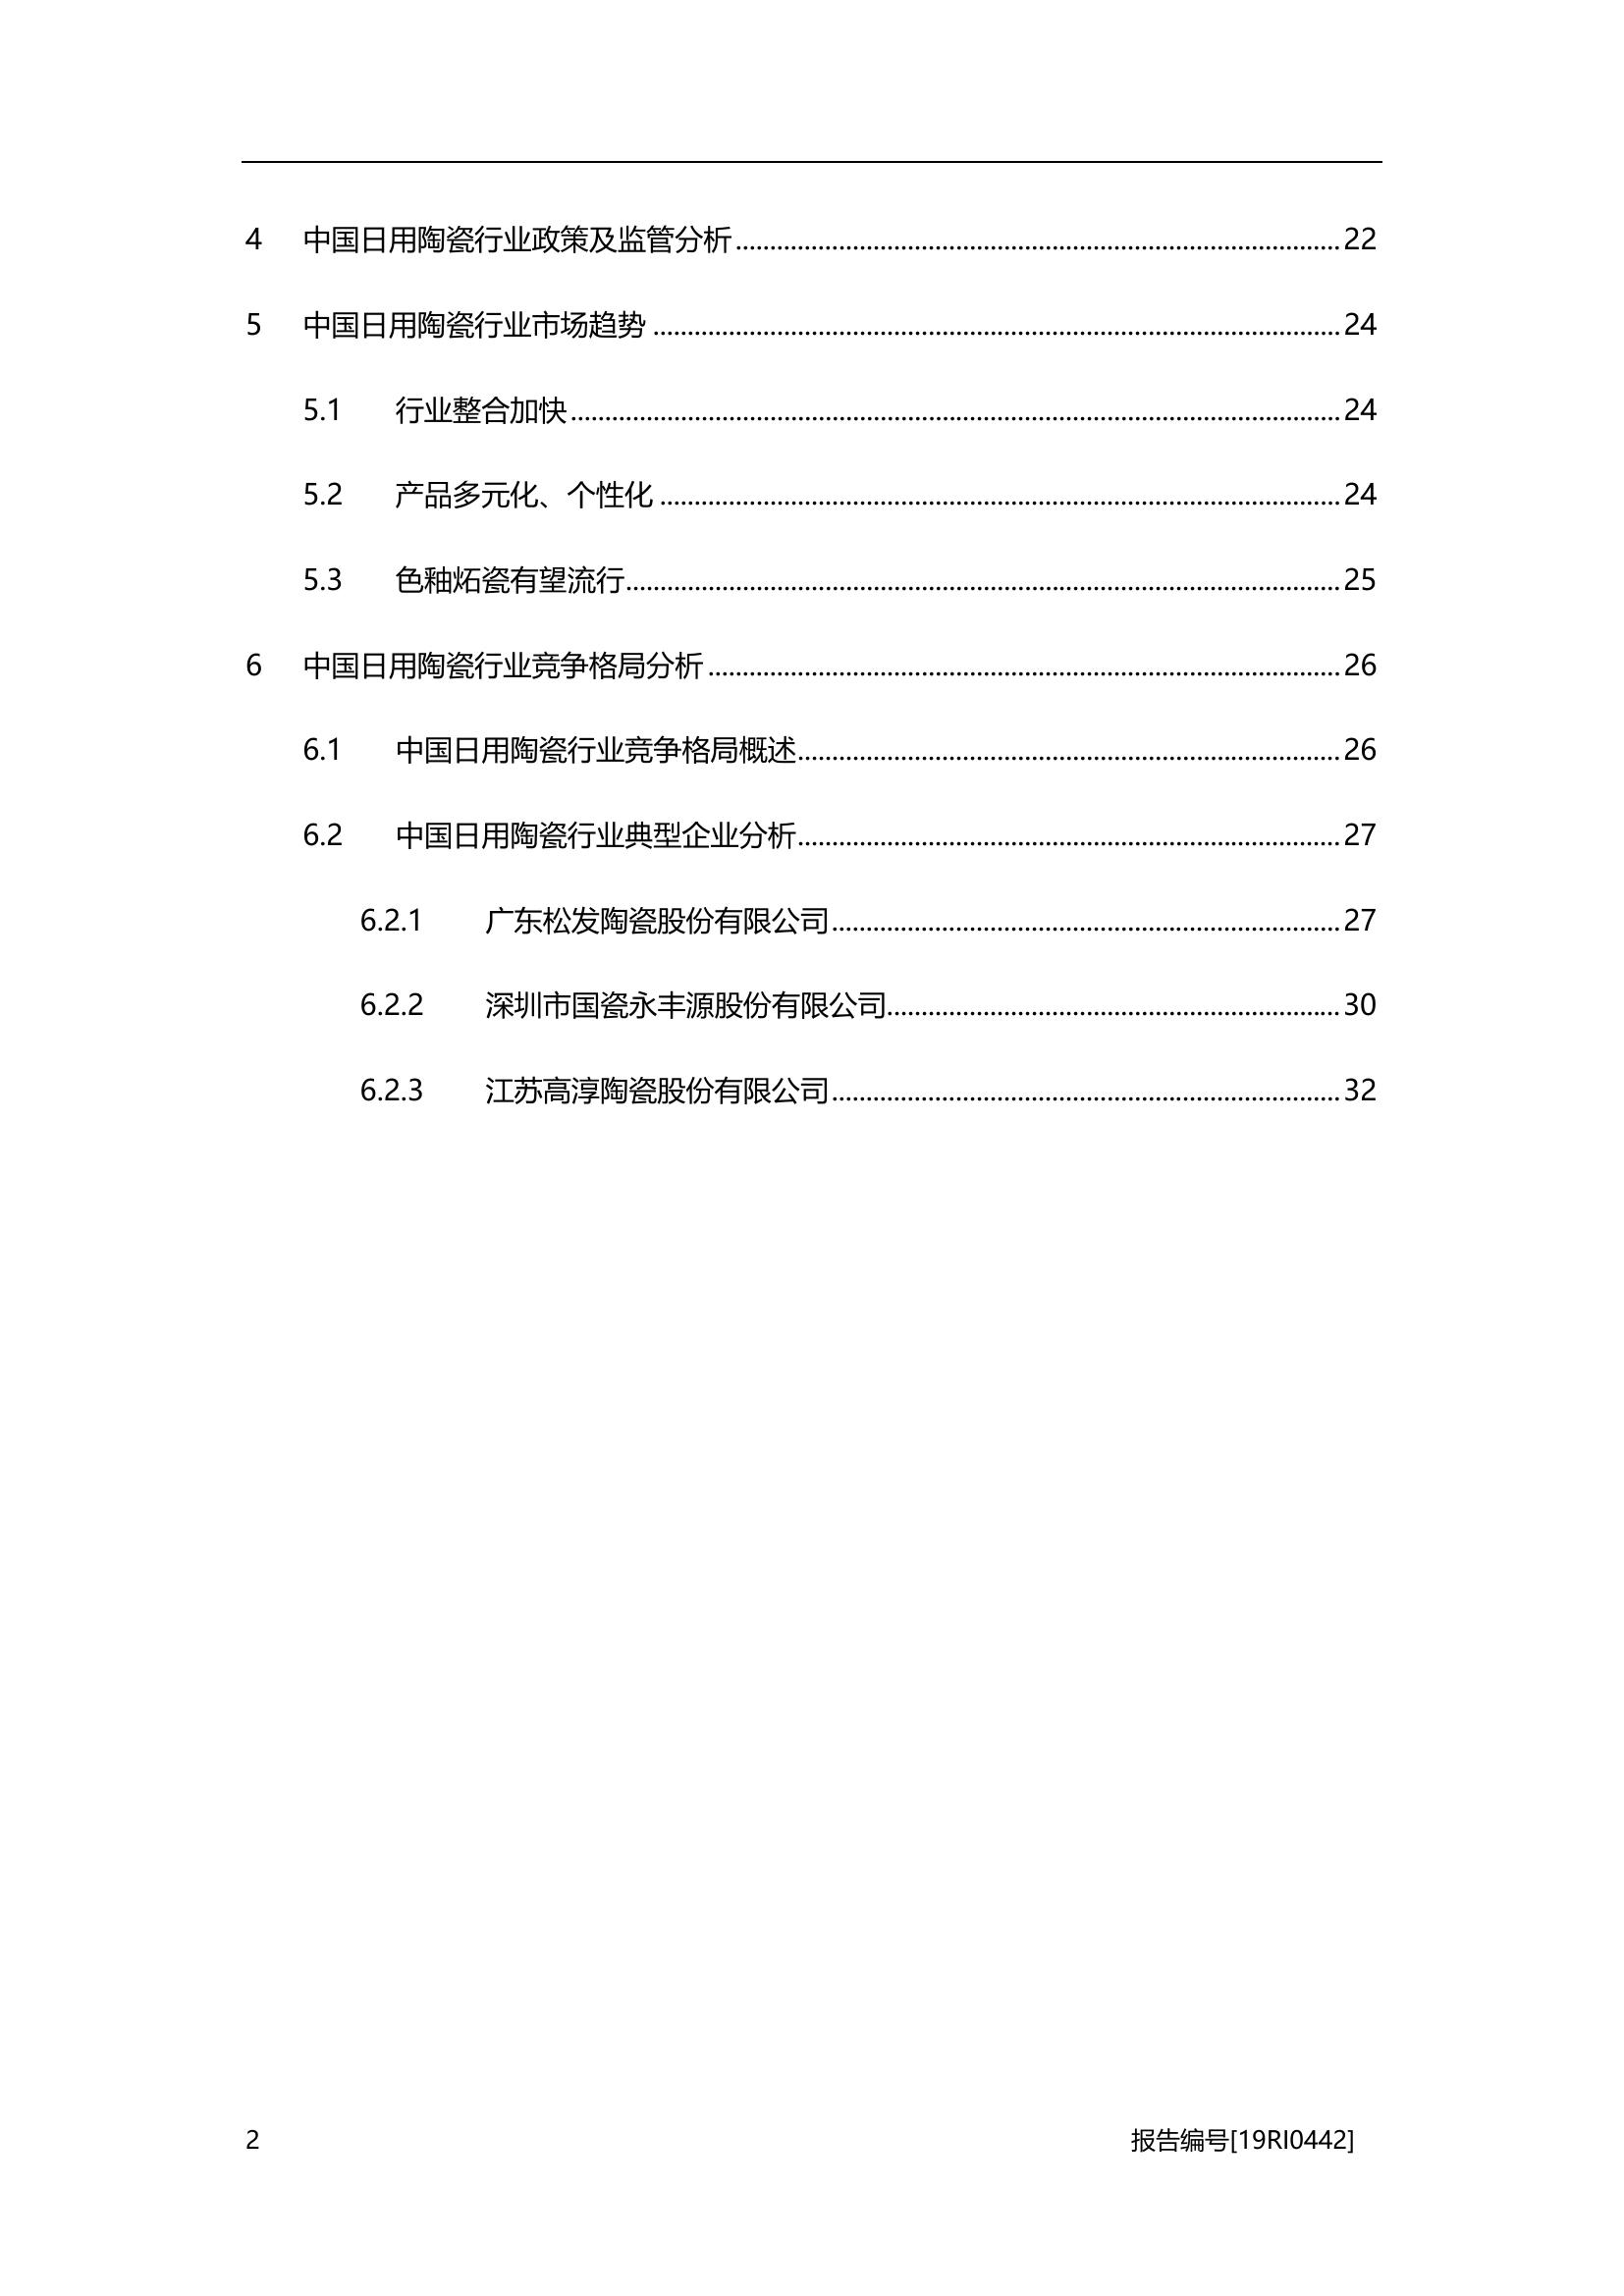 4 中国日用陶瓷行业政策及监管分析........................................22
5 中国日用陶瓷行业市场趋势........................................24
5.1 行业整合加快........................................24
5.2 产品多元化、个性化........................................24
5.3 色釉炻瓷有望流行........................................25
6 中国日用陶瓷行业竞争格局分析........................................26
6.1 中国日用陶瓷行业竞争格局概述........................................26
6.2 中国日用陶瓷行业典型企业分析........................................27
6.2.1 广东松发陶瓷股份有限公司........................................27
6.2.2 深圳市国瓷永丰源股份有限公司........................................30
6.2.3 江苏高淳陶瓷股份有限公司........................................32
2 报告编号[19RI0442]